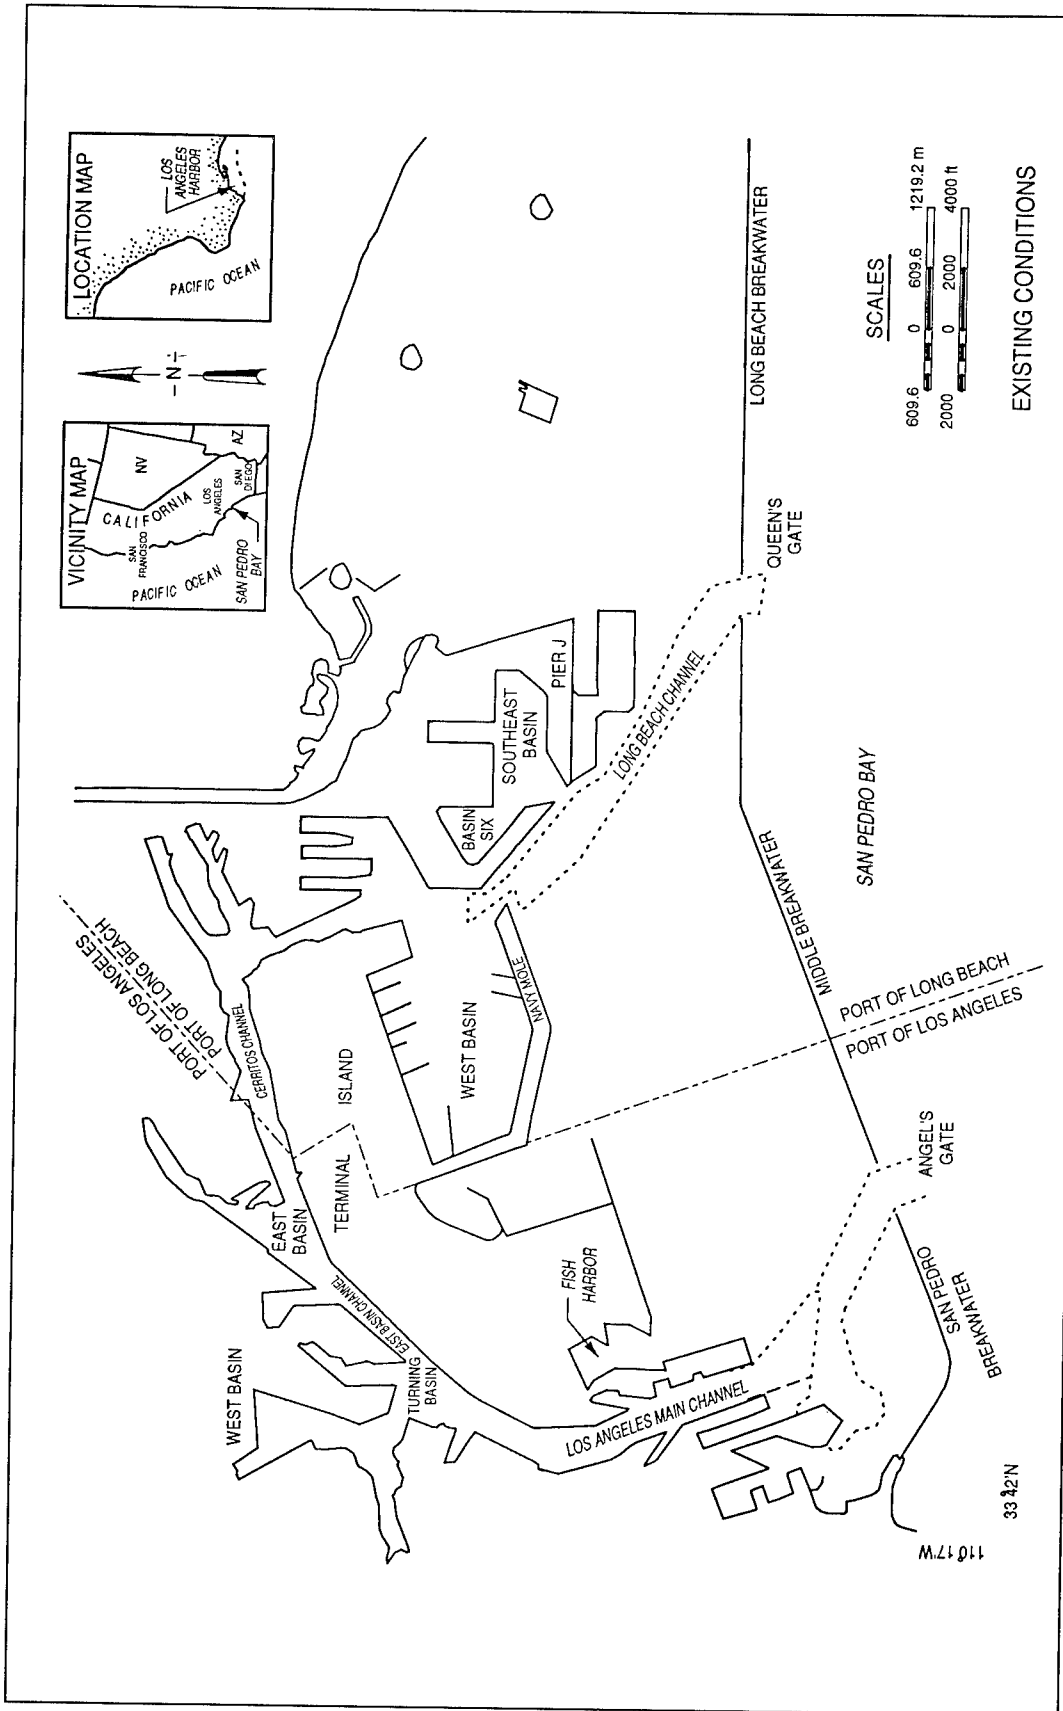 VICINITY MAP
NV
CALIFORNIA
AZ
SAN
FRANCISCO
LOS
ANGELES
SAN
DIEGO
PACIFIC OCEAN
SAN PEDRO
BAY
-N-
LOCATION MAP
LOS
ANGELES
HARBOR
PACIFIC OCEAN
PORT OF LOS ANGELES
PORT OF LONG BEACH
WEST BASIN
EAST
BASIN
CERRITOS CHANNEL
TURNING
BASIN
EAST BASIN CHANNEL
TERMINAL
ISLAND
WEST BASIN
NAVY MOLE
BASIN
SIX
SOUTHEAST
BASIN
PIER J
FISH
HARBOR
LOS ANGELES MAIN CHANNEL
LONG BEACH CHANNEL
QUEEN'S
GATE
LONG BEACH BREAKWATER
MIDDLE BREAKWATER
SAN PEDRO BAY
PORT OF LONG BEACH
PORT OF LOS ANGELES
ANGEL'S
GATE
SAN PEDRO
BREAKWATER
33 42'N
17'W
SCALES
609.6 0 609.6 1219.2 m
2000 0 2000 4000 ft
EXISTING CONDITIONS